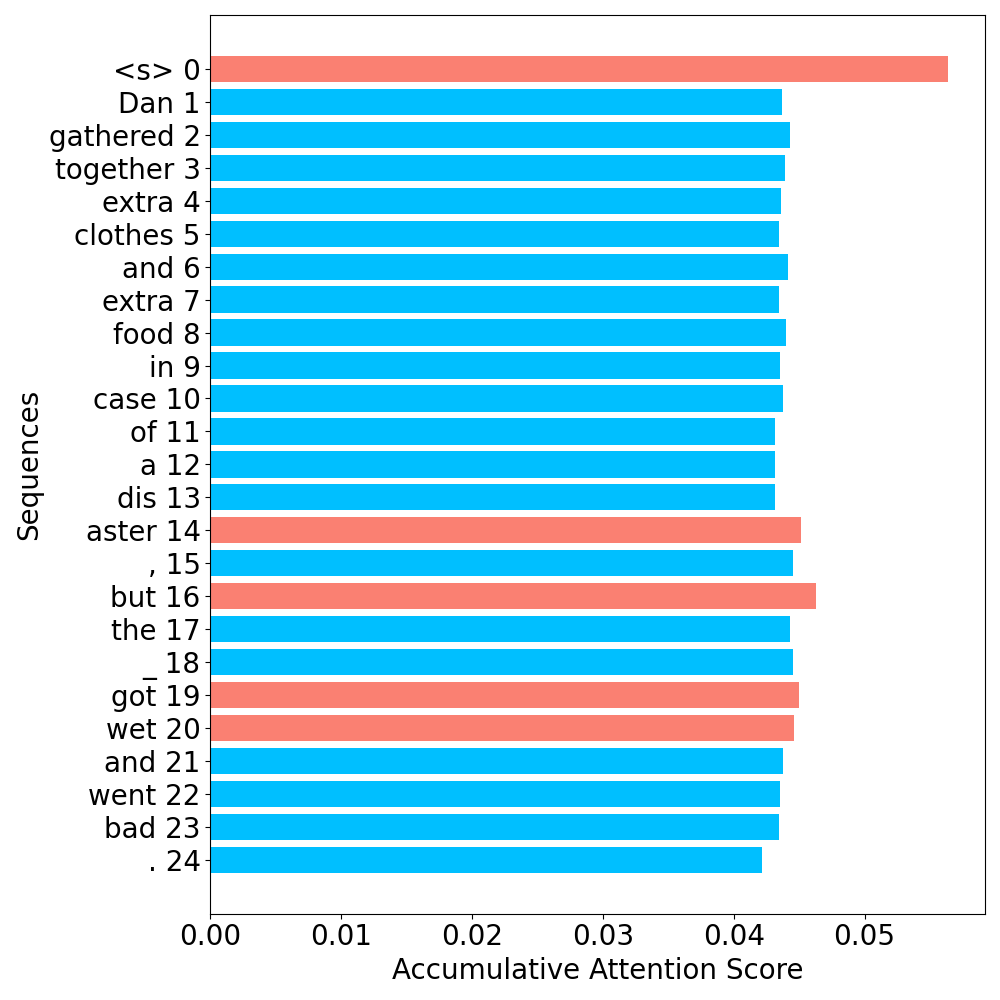 <s> 0
Dan 1
gathered 2
together 3
extra 4
clothes 5
and 6
extra 7
food 8
in 9
case 10
of 11
a 12
dis 13
aster 14
, 15
but 16
the 17
_ 18
got 19
wet 20
and 21
went 22
bad 23
. 24
Sequences
0.00 0.01 0.02 0.03 0.04 0.05
Accumulative Attention Score